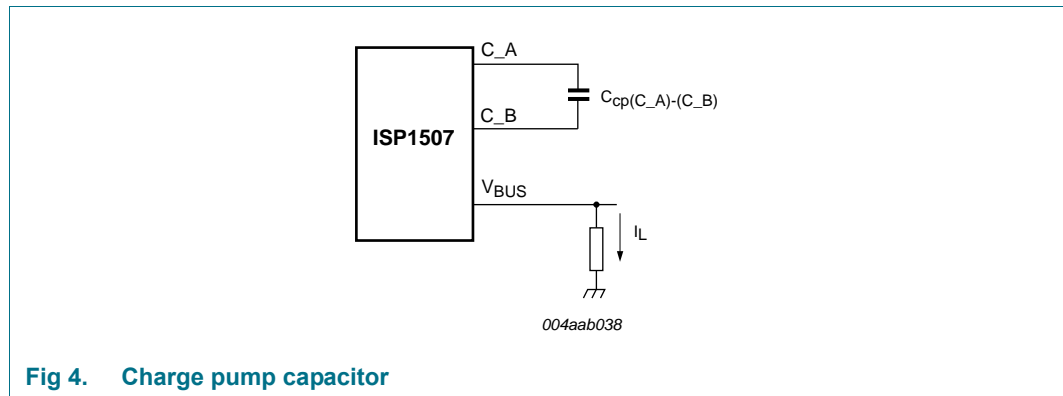 C_A
Ccp(C_A)-(C_B)
C_B
ISP1507
VBUS
IL
004aab038
Fig 4. Charge pump capacitor